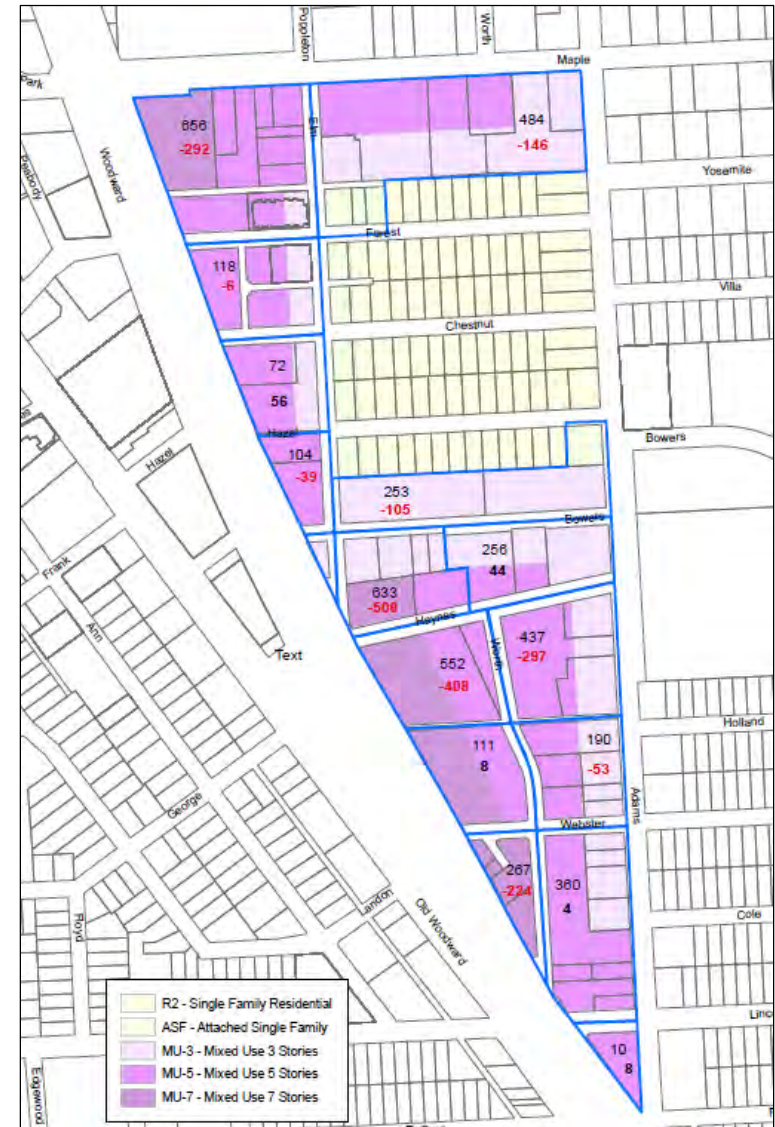 Poppleton
Worth
Maple
Park
Elm
656
-292
484
-146
Peabody
Woodward
Yosemite
Forest
118
-6
Villa
Chestnut
72
56
Hazel
104
-39
Bowers
Hazel
253
-105
Bowers
256
44
Frank
633
Haynes
Ann
Worth
437
-297
Text
552
-408
Holland
111
8
190
-53
George
Adams
Webster
267
-224
360
4
Landon
Old Woodward
Cole
Royd
R2 - Single Family Residential
ASF - Attached Single Family
MU-3 - Mixed Use 3 Stories
MU-5 - Mixed Use 5 Stories
MU-7 - Mixed Use 7 Stories
Linc
10
8
Edgewood